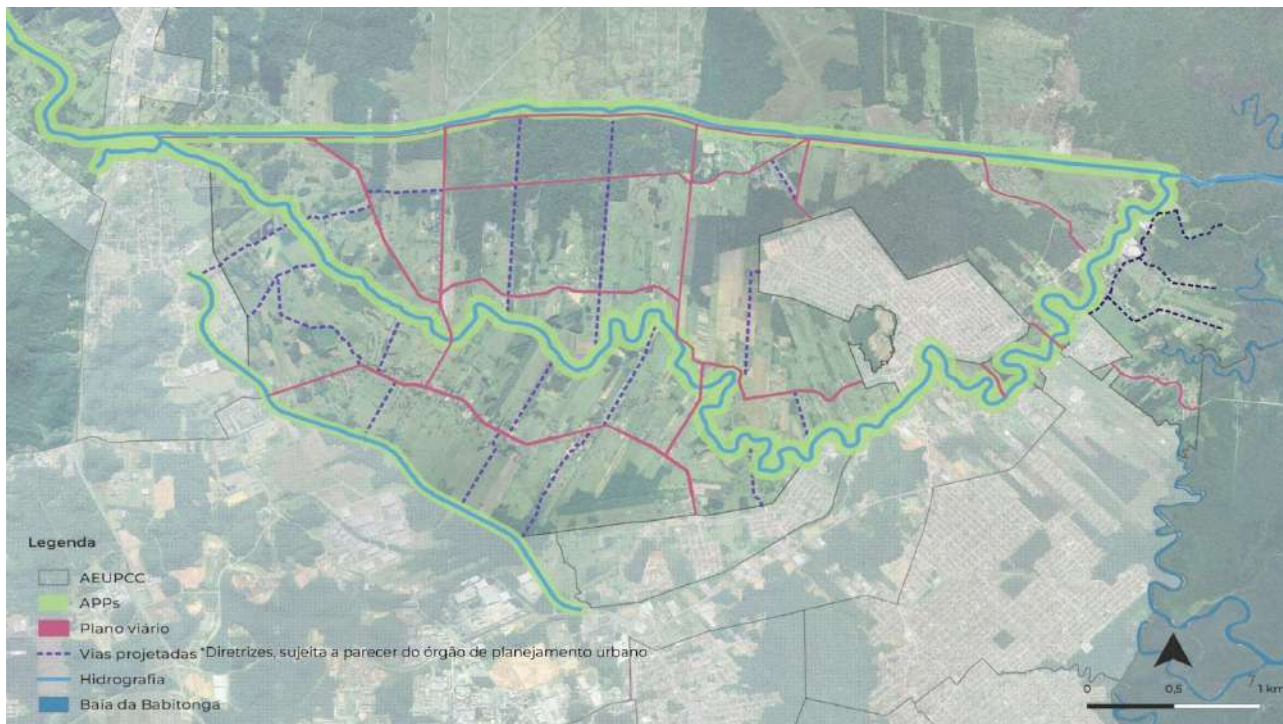 Legenda
AEUPCC
APPs
Plano viário
Vias projetadas *Diretrizes, sujeita a parecer do órgão de planejamento urbano
Hidrografia
Baía da Babitonga
0 0,5 1 km